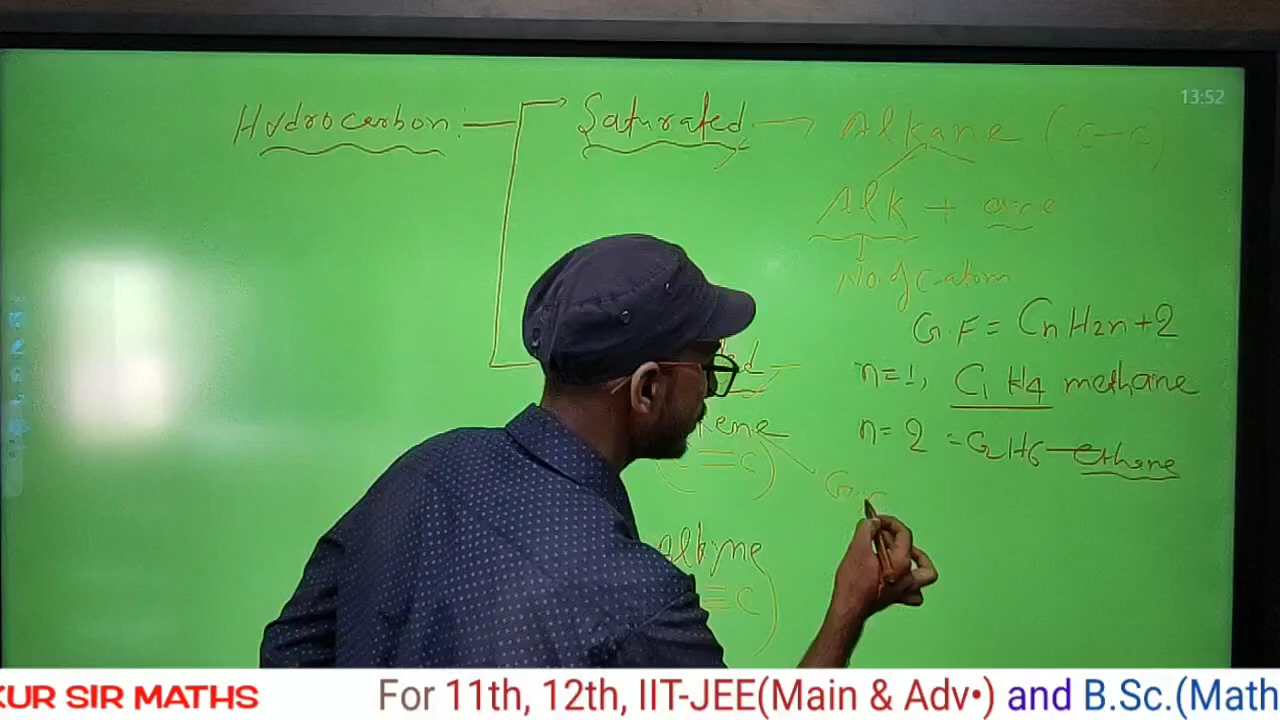 13:52
Hydrocarbon :
Saturated
Alkane (C-C)
Alk + ane
No of C-atom
G.F = CnH2n+2
n=1, C1H4 methane
n=2 = C2H6 ethane
Alkyne
KUR SIR MATHS
For 11th, 12th, IIT-JEE(Main & Adv•) and B.Sc.(Math